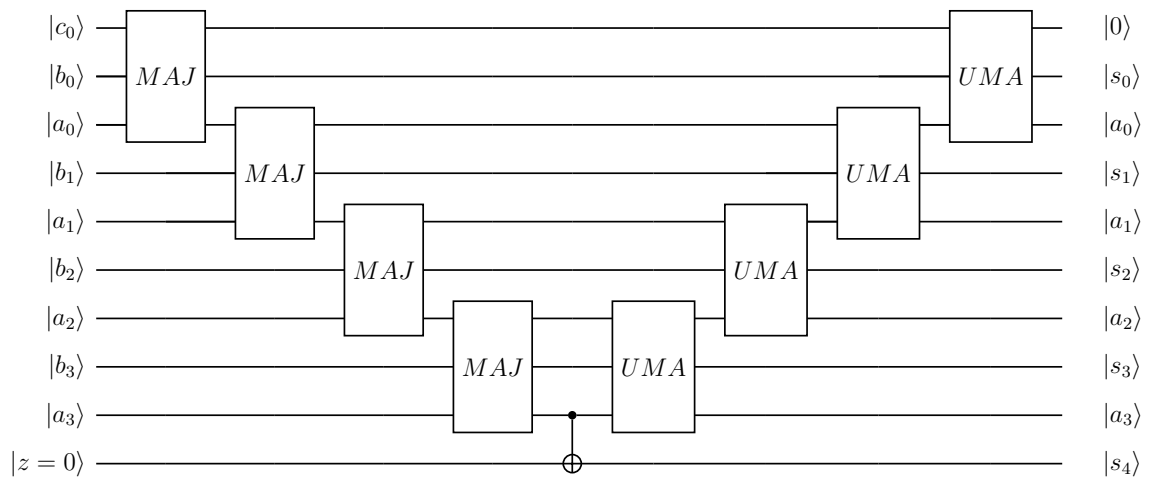 |c₀⟩ |0⟩
MAJ UMA
|b₀⟩ |s₀⟩
|a₀⟩ |a₀⟩
|b₁⟩ MAJ UMA |s₁⟩
|a₁⟩ |a₁⟩
|b₂⟩ MAJ UMA |s₂⟩
|a₂⟩ |a₂⟩
|b₃⟩ MAJ UMA |s₃⟩
|a₃⟩ |a₃⟩
|z = 0⟩ |s₄⟩